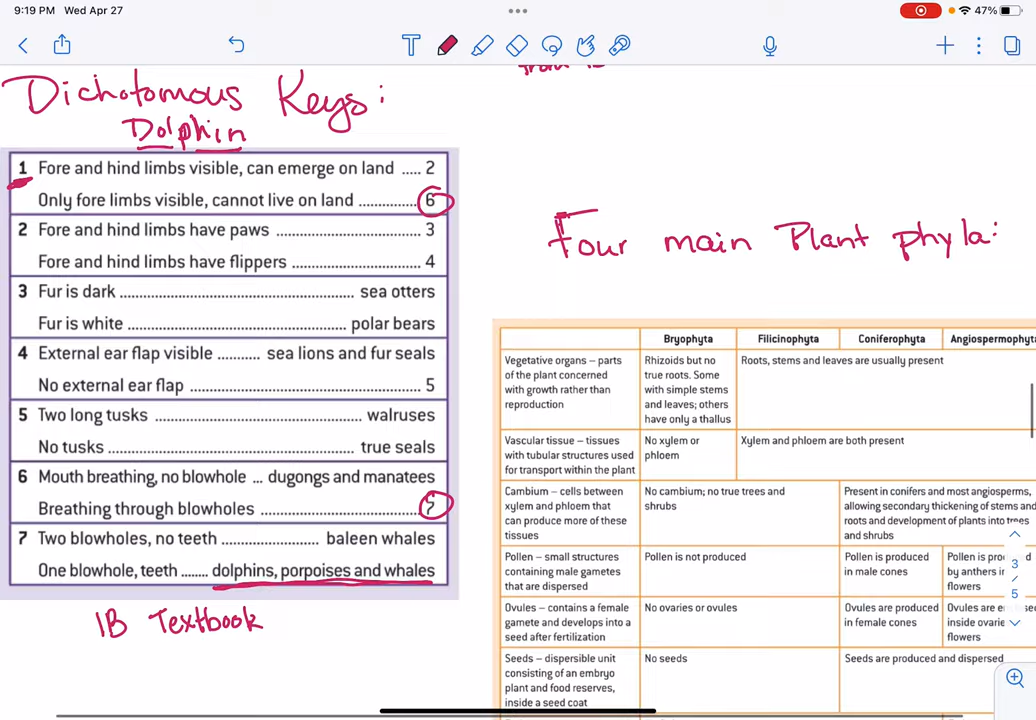 9:19 PM Wed Apr 27
47%
Dichotomous Keys:
Dolphin
1 Fore and hind limbs visible, can emerge on land ..... 2
Only fore limbs visible, cannot live on land .............. 6
2 Fore and hind limbs have paws .................................... 3
Fore and hind limbs have flippers ................................ 4
3 Fur is dark ..................................................... sea otters
Fur is white ................................................. polar bears
4 External ear flap visible .......... sea lions and fur seals
No external ear flap ...................................................... 5
5 Two long tusks ............................................... walruses
No tusks ...................................................... true seals
6 Mouth breathing, no blowhole ... dugongs and manatees
Breathing through blowholes ...................................... 7
7 Two blowholes, no teeth ...................... baleen whales
One blowhole, teeth ........ dolphins, porpoises and whales
IB Textbook
Four main Plant phyla:
Bryophyta Filicinophyta Coniferophyta Angiospermophyta
Vegetative organs – parts
of the plant concerned
with growth rather than
reproduction
Rhizoids but no
true roots. Some
with simple stems
and leaves; others
have only a thallus
Roots, stems and leaves are usually present
Vascular tissue – tissues
with tubular structures used
for transport within the plant
No xylem or
phloem
Xylem and phloem are both present
Cambium – cells between
xylem and phloem that
can produce more of these
tissues
No cambium; no true trees and
shrubs
Present in conifers and most angiosperms,
allowing secondary thickening of stems and
roots and development of plants into trees
and shrubs
Pollen – small structures
containing male gametes
that are dispersed
Pollen is not produced
Pollen is produced
in male cones
Pollen is
by anthers in
flowers
Ovules – contains a female
gamete and develops into a
seed after fertilization
No ovaries or ovules
Ovules are produced
in female cones
Ovules are
inside
flowers
Seeds – dispersible unit
consisting of an embryo
plant and food reserves,
inside a seed coat
No seeds
Seeds are produced and dispersed
3
/
5